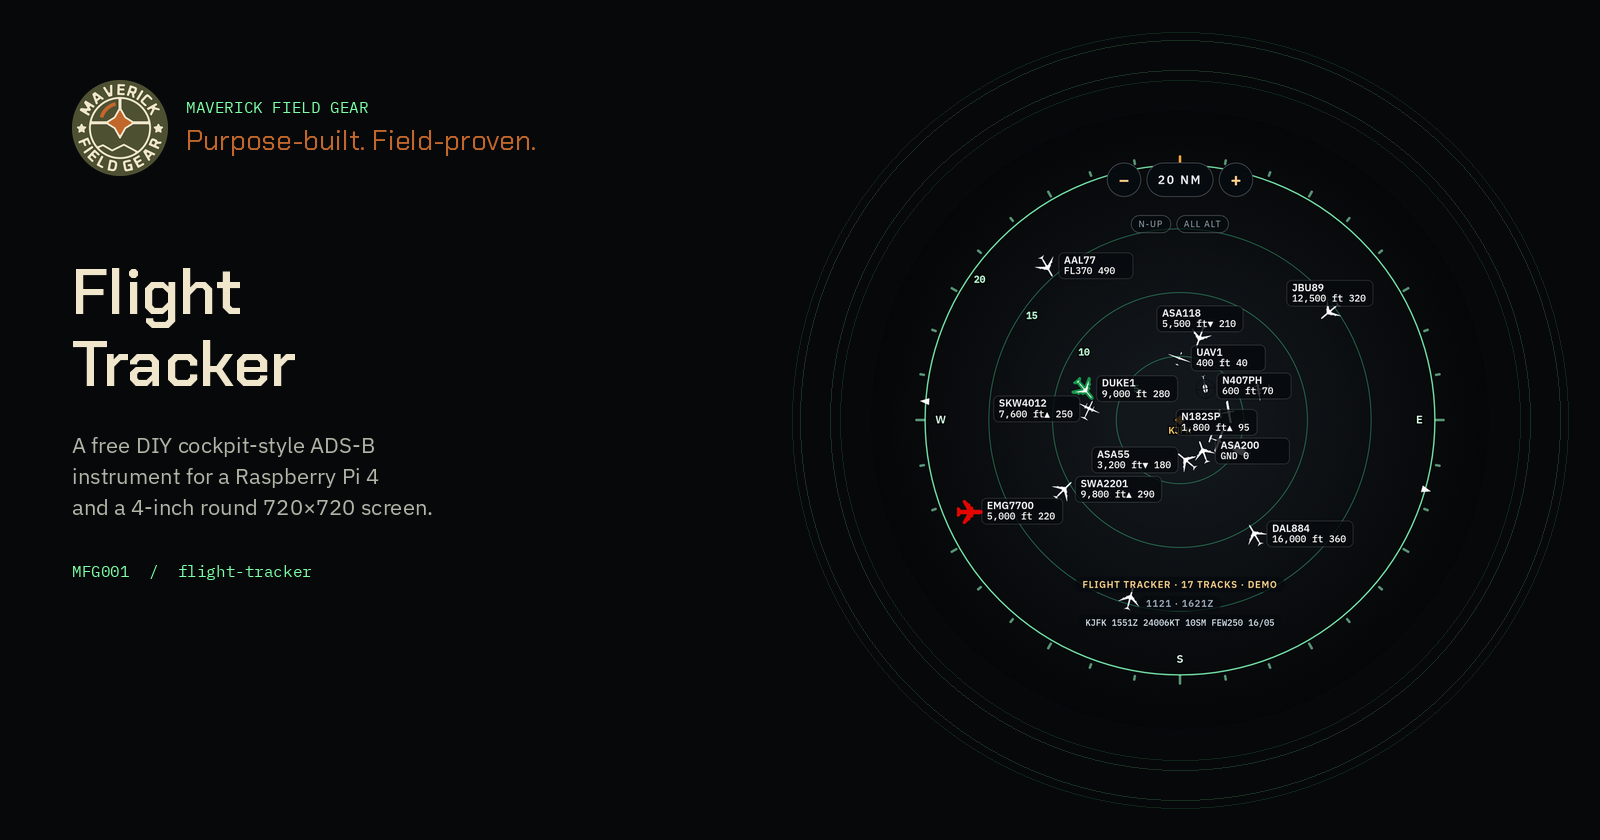 MAVERICK
FIELD GEAR
MAVERICK FIELD GEAR
Purpose-built. Field-proven.
Flight
Tracker
A free DIY cockpit-style ADS-B
instrument for a Raspberry Pi 4
and a 4-inch round 720×720 screen.
MFG001 / flight-tracker
− 20 NM +
N-UP ALL ALT
AAL77
FL370 490
20
JBU89
12,500 ft 320
15
ASA118
5,500 ft▼ 210
10
UAV1
400 ft 40
DUKE1
9,000 ft 280
N407PH
600 ft 70
SKW4012
7,600 ft▲ 250
N182SP
1,800 ft▲ 95
W
E
ASA200
GND 0
ASA55
3,200 ft▼ 180
SWA2201
9,800 ft▲ 290
EMG7700
5,000 ft 220
DAL884
16,000 ft 360
FLIGHT TRACKER · 17 TRACKS · DEMO
1121 · 1621Z
KJFK 1551Z 24006KT 10SM FEW250 16/05
S